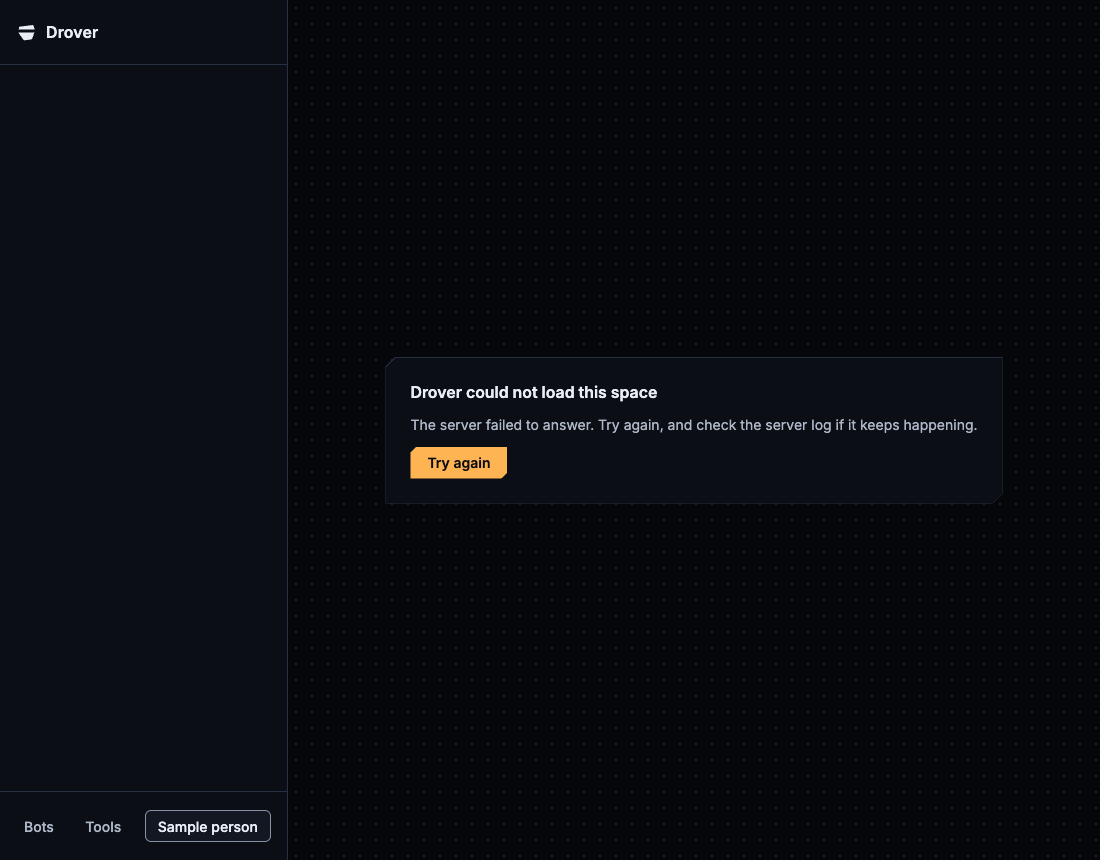 Drover
Drover could not load this space
The server failed to answer. Try again, and check the server log if it keeps happening.
Try again
Bots
Tools
Sample person